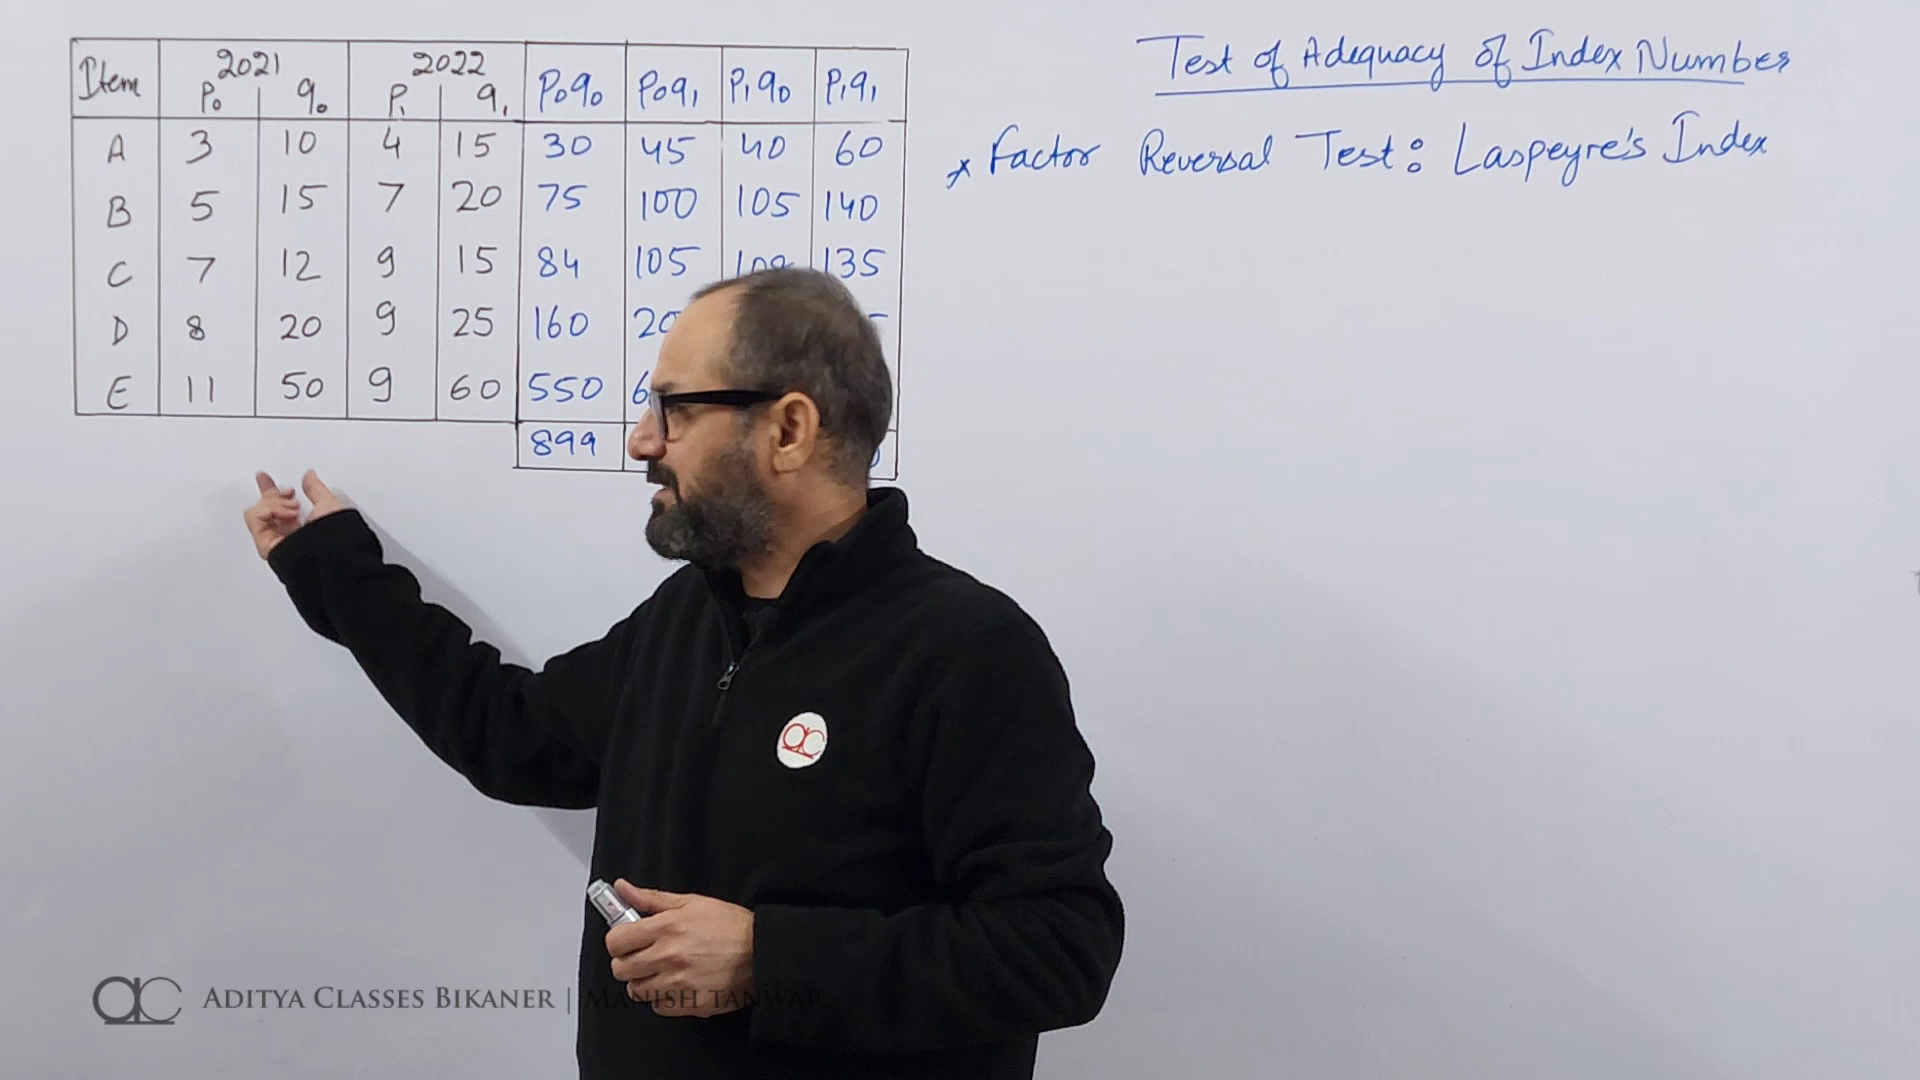 Test of Adequacy of Index Number
* Factor Reversal Test: Laspeyre's Index
Item 2021 2022 P₀q₀ P₀q₁ P₁q₀ P₁q₁
P₀ q₀ P₁ q₁
A 3 10 4 15 30 45 40 60
B 5 15 7 20 75 100 105 140
C 7 12 9 15 84 105 135
D 8 20 9 25 160
E 11 50 9 60 550
899
ac
ac ADITYA CLASSES BIKANER | MANISH TANWAR